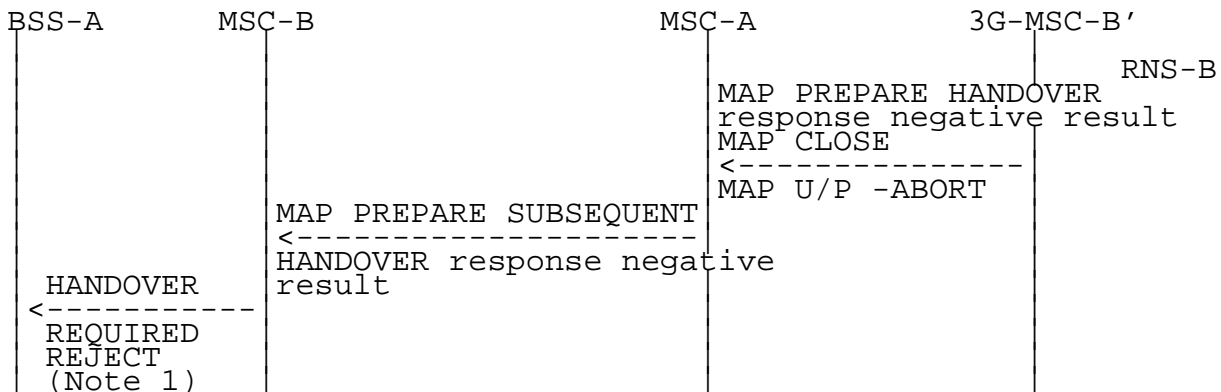 BSS-A MSC-B MSC-A 3G-MSC-B'
RNS-B
MAP PREPARE HANDOVER
response negative result
MAP CLOSE
MAP U/P -ABORT
MAP PREPARE SUBSEQUENT
HANDOVER response negative
result
HANDOVER
REQUIRED
REJECT
(Note 1)